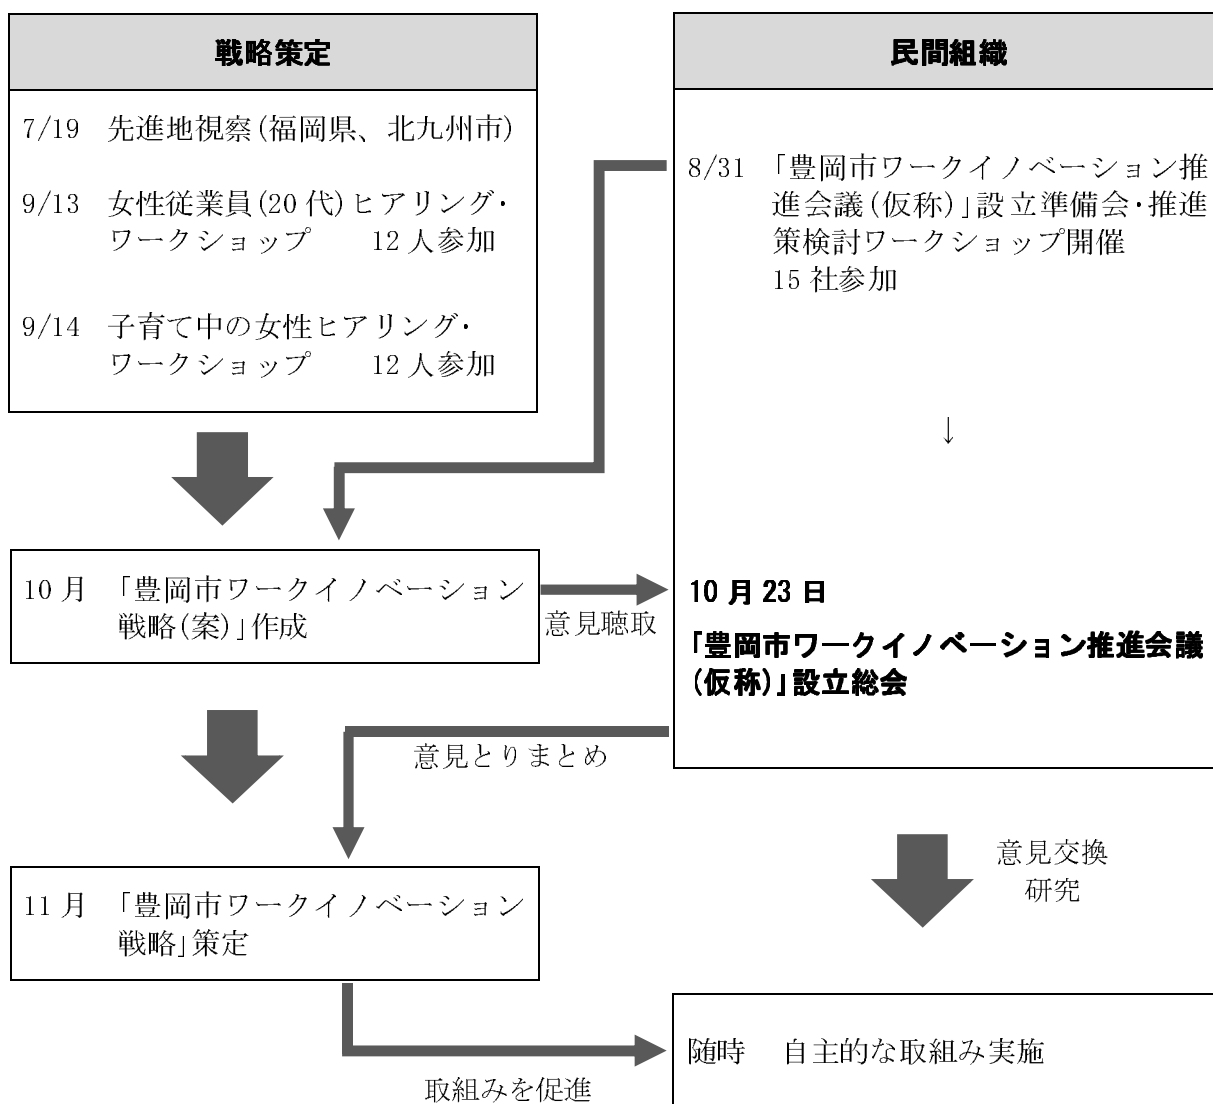 戦略策定
7/19 先進地視察(福岡県、北九州市)
9/13 女性従業員(20代)ヒアリング・
ワークショップ 12人参加
9/14 子育て中の女性ヒアリング・
ワークショップ 12人参加
民間組織
8/31 「豊岡市ワークイノベーション推
進会議(仮称)」設立準備会・推進
策検討ワークショップ開催
15社参加
↓
10月 「豊岡市ワークイノベーション
戦略(案)」作成
意見聴取
10月23日
「豊岡市ワークイノベーション推進会議
(仮称)」設立総会
意見とりまとめ
11月 「豊岡市ワークイノベーション
戦略」策定
意見交換
研究
取組みを促進
随時 自主的な取組み実施